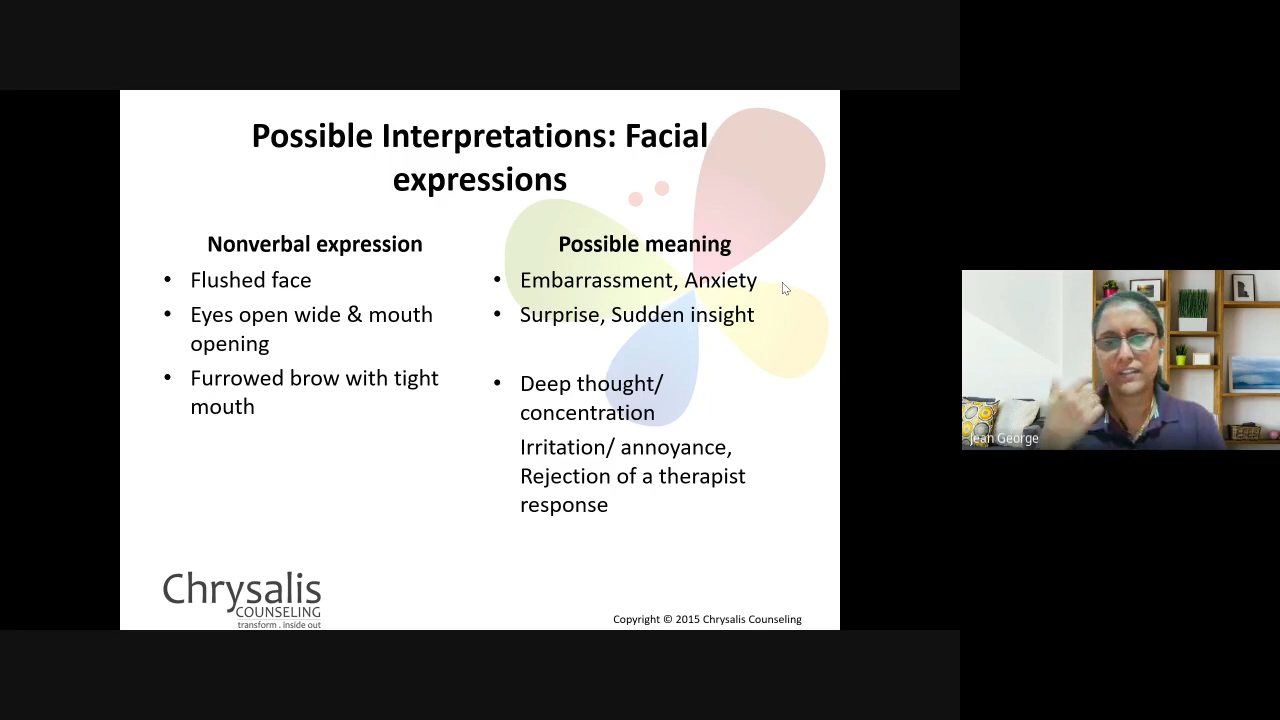 Possible Interpretations: Facial
expressions
Nonverbal expression
• Flushed face
• Eyes open wide & mouth
opening
• Furrowed brow with tight
mouth
Possible meaning
• Embarrassment, Anxiety
• Surprise, Sudden insight
• Deep thought/
concentration
Irritation/ annoyance,
Rejection of a therapist
response
Chrysalis
COUNSELING
transform . inside out
Copyright © 2015 Chrysalis Counseling
Jean George